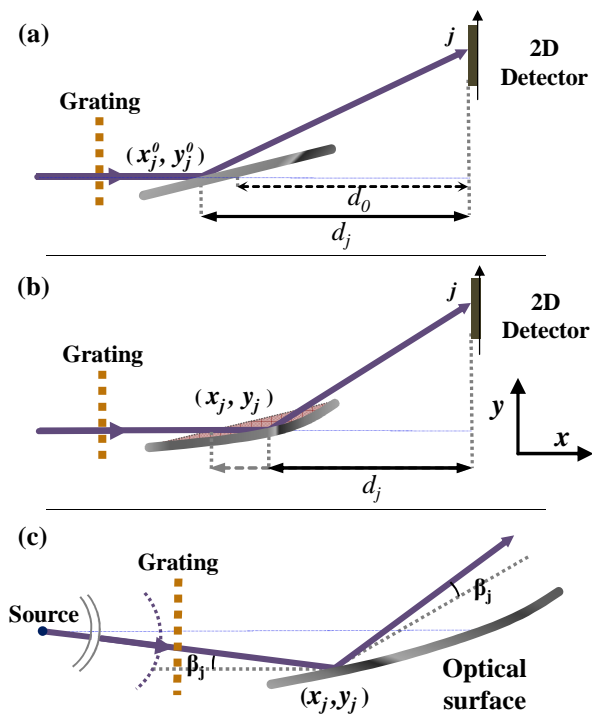 (a)
j
2D
Detector
Grating
(x_j^0, y_j^0)
d_0
d_j
(b)
j
2D
Detector
Grating
(x_j, y_j)
y
x
d_j
(c)
Grating
β_j
Source
β_j
Optical
surface
(x_j, y_j)